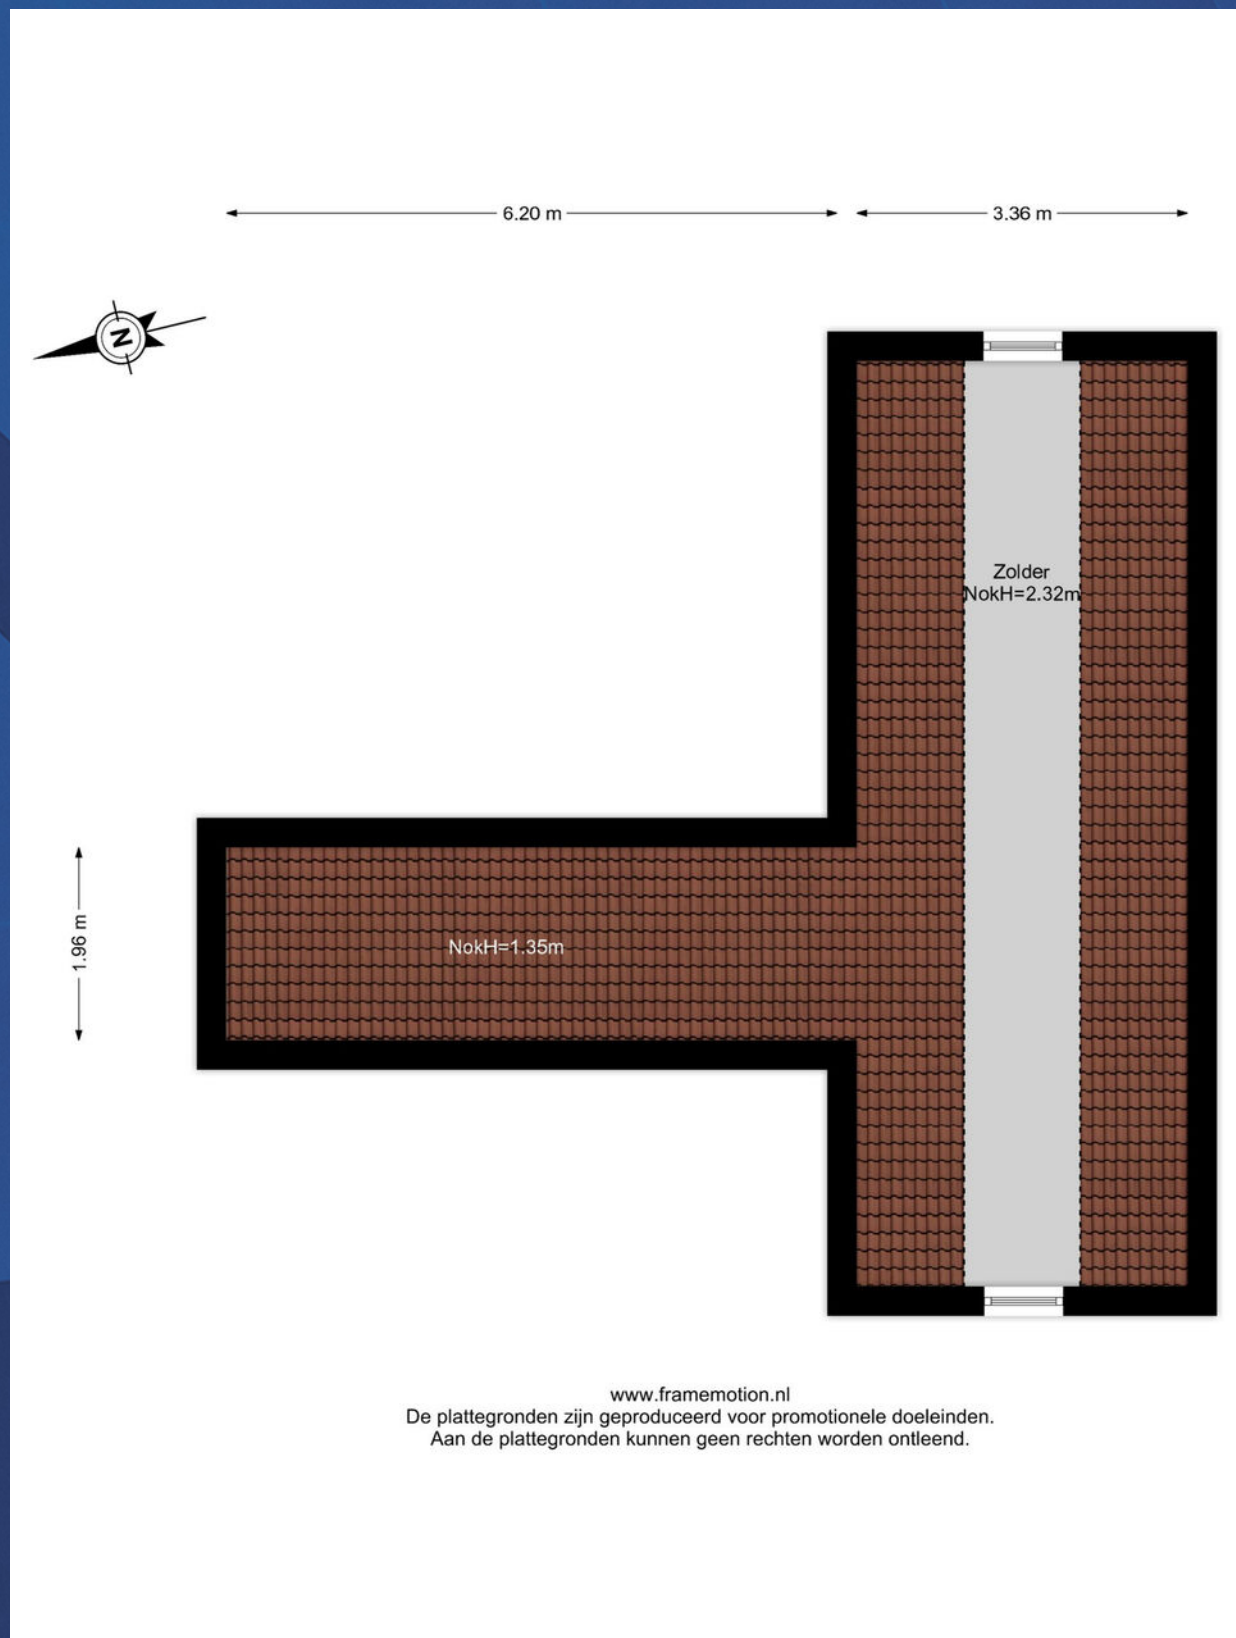 6.20 m
3.36 m
N
Zolder
NokH=2.32m
1.96 m
NokH=1.35m
www.framemotion.nl
De plattegronden zijn geproduceerd voor promotionele doeleinden.
Aan de plattegronden kunnen geen rechten worden ontleend.